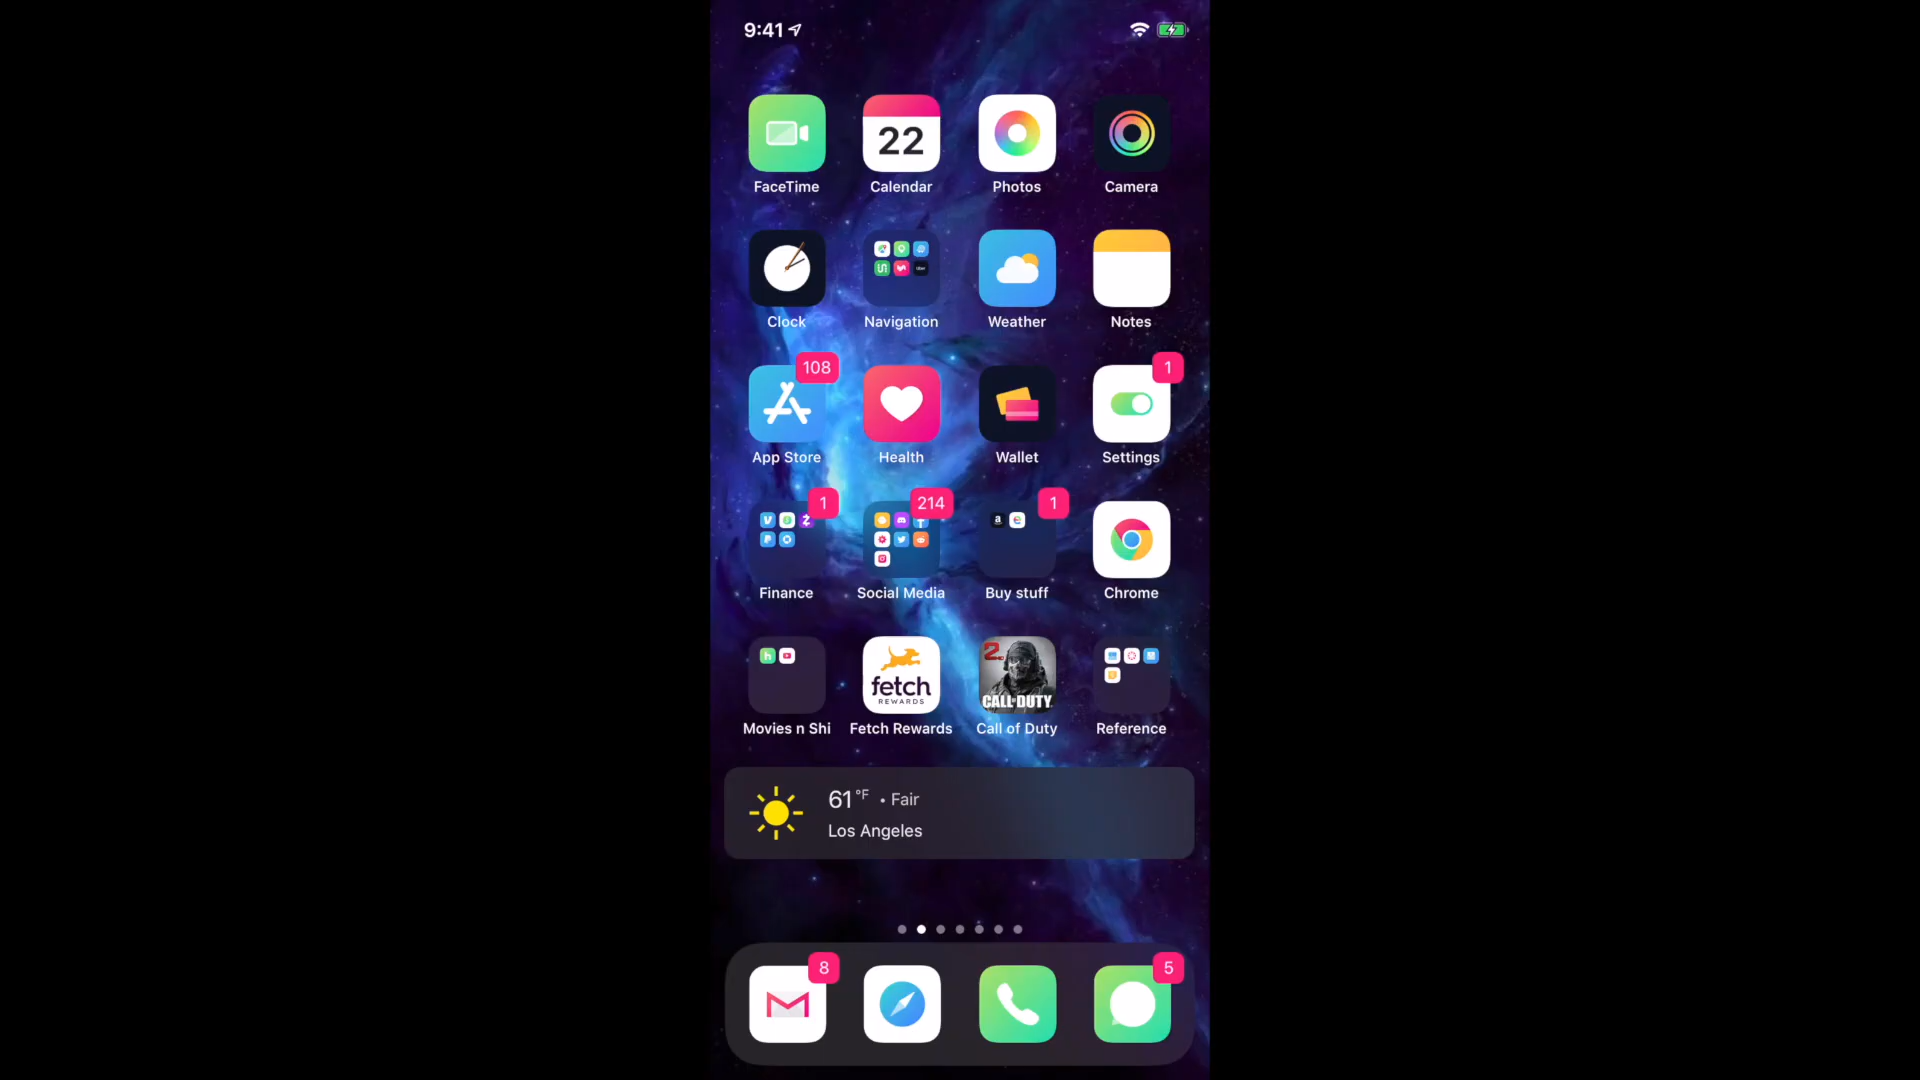 9:41
22
FaceTime
Calendar
Photos
Camera
Clock
Navigation
Weather
Notes
108
1
App Store
Health
Wallet
Settings
1
214
1
Finance
Social Media
Buy stuff
Chrome
fetch
REWARDS
CALL OF DUTY
Movies n Shi
Fetch Rewards
Call of Duty
Reference
61°F • Fair
Los Angeles
8
5